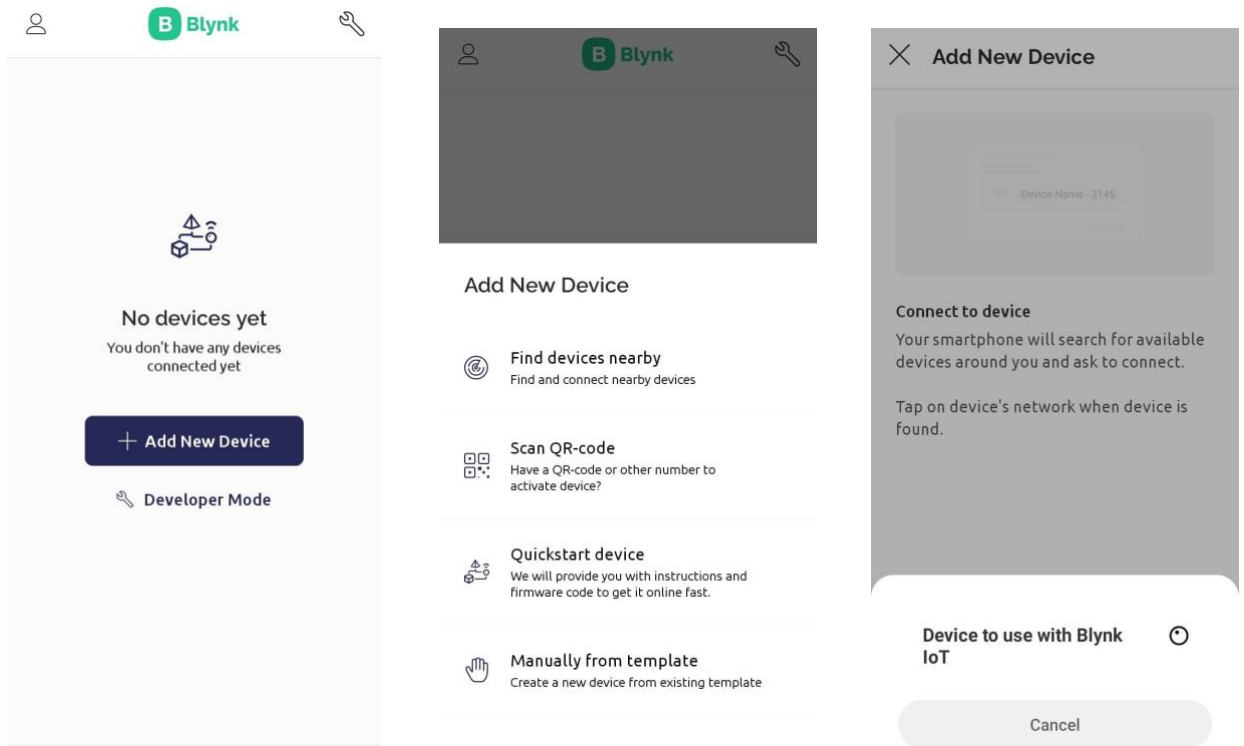 B Blynk
No devices yet
You don't have any devices
connected yet
+ Add New Device
Developer Mode
B Blynk
Add New Device
Find devices nearby
Find and connect nearby devices
Scan QR-code
Have a QR-code or other number to
activate device?
Quickstart device
We will provide you with instructions and
firmware code to get it online fast.
Manually from template
Create a new device from existing template
Add New Device
Device Name - 3145
Connect to device
Your smartphone will search for available
devices around you and ask to connect.
Tap on device's network when device is
found.
Device to use with Blynk
IoT
Cancel